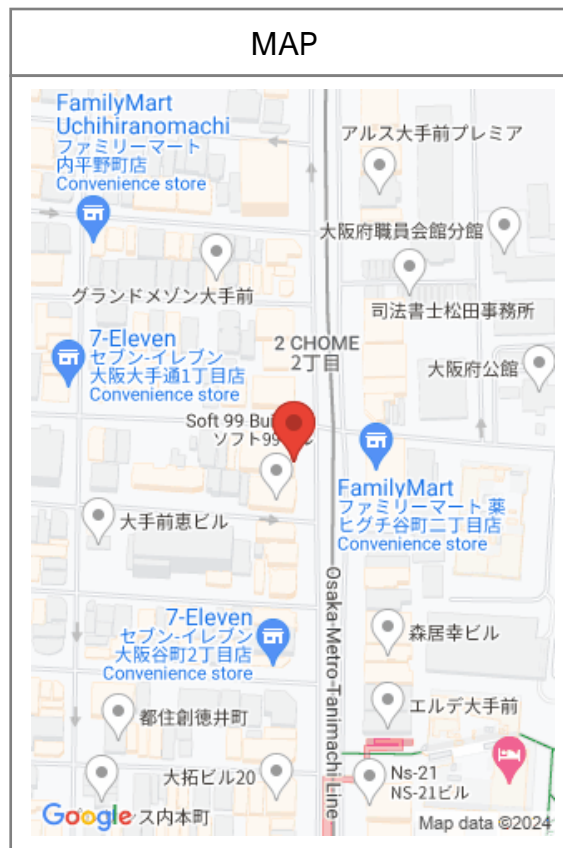 MAP
FamilyMart
Uchihiranomachi
ファミリーマート
内平野町店
Convenience store
アルス大手前プレミア
大阪府職員会館分館
グランドメゾン大手前
司法書士松田事務所
7-Eleven
セブン-イレブン
大阪大手通1丁目店
Convenience store
2 CHOME
2丁目
大阪府公館
Soft 99 Bui
ソフト99
FamilyMart
ファミリーマート 薬
ヒグチ谷町二丁目店
Convenience store
大手前恵ビル
Osaka-Metro-Tanimachi-Line
7-Eleven
セブン-イレブン
大阪谷町2丁目店
Convenience store
森居幸ビル
エルデ大手前
都住創徳井町
大拓ビル20
Ns-21
NS-21ビル
Google
ス内本町
Map data ©2024